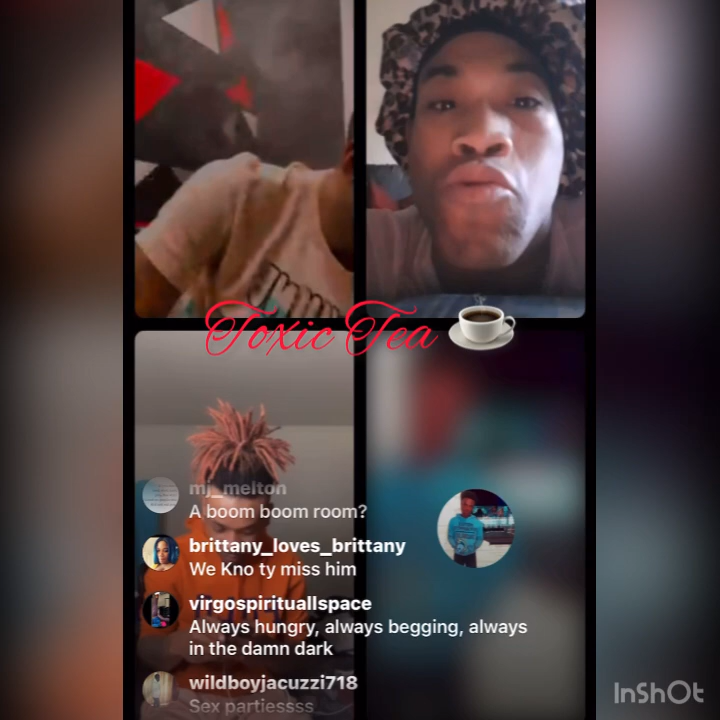 Toxic Tea
mj_melton
A boom boom room?
brittany_loves_brittany
We Kno ty miss him
virgospirituallspace
Always hungry, always begging, always
in the damn dark
wildboyjacuzzi718
Sex partiessss
InShOt